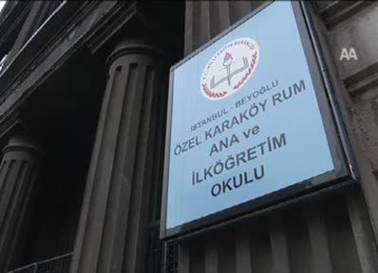 AA
İSTANBUL - BEYOĞLU
ÖZEL KARAKÖY RUM
ANA ve
İLKÖĞRETİM
OKULU